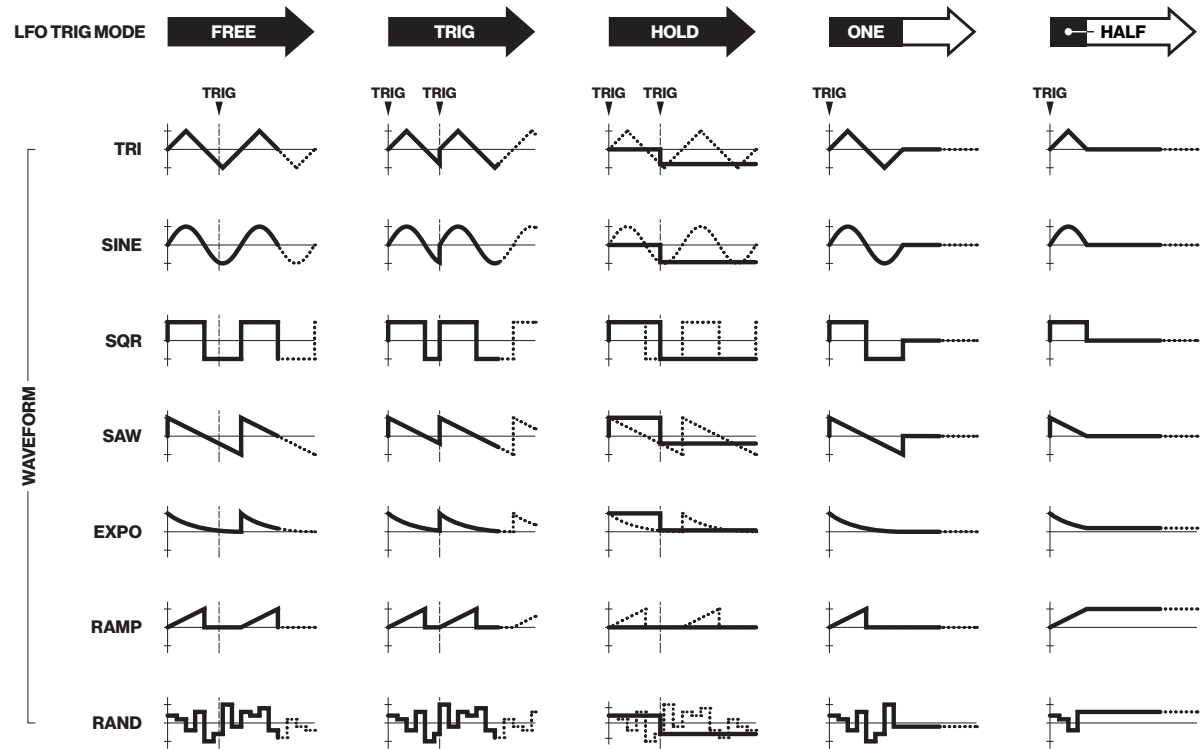 LFO TRIG MODE FREE TRIG HOLD ONE HALF
TRIG TRIG TRIG TRIG TRIG TRIG TRIG
WAVEFORM
TRI
SINE
SQR
SAW
EXPO
RAMP
RAND